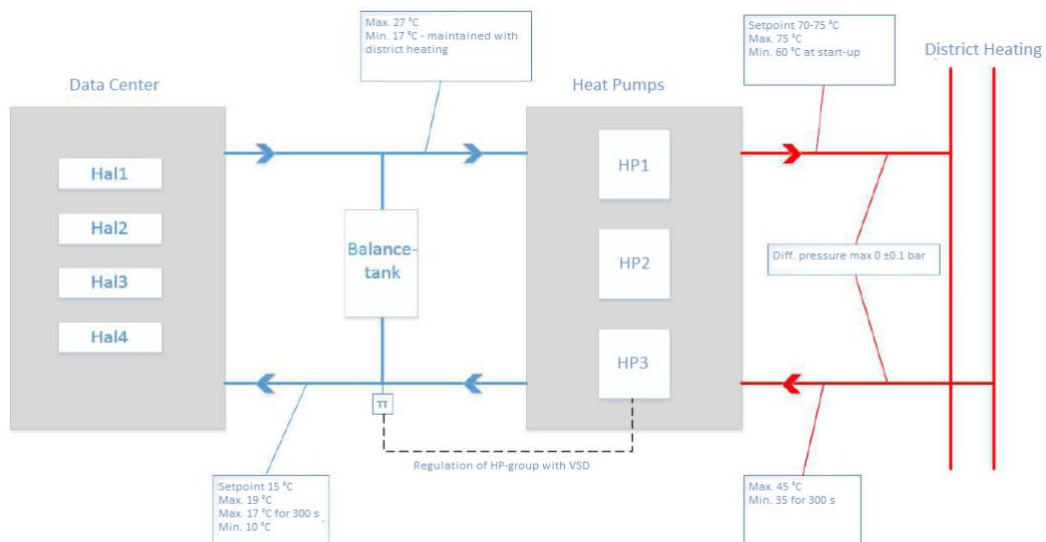 Max. 27 °C
Min. 17 °C - maintained with
district heating
Setpoint 70-75 °C
Max. 75 °C
Min. 60 °C at start-up
District Heating
Data Center
Heat Pumps
Hal1
Hal2
Hal3
Hal4
Balance-
tank
HP1
HP2
HP3
Diff. pressure max 0 ±0.1 bar
TT
Regulation of HP-group with VSD
Setpoint 15 °C
Max. 19 °C
Max. 17 °C for 300 s
Min. 10 °C
Max. 45 °C
Min. 35 for 300 s